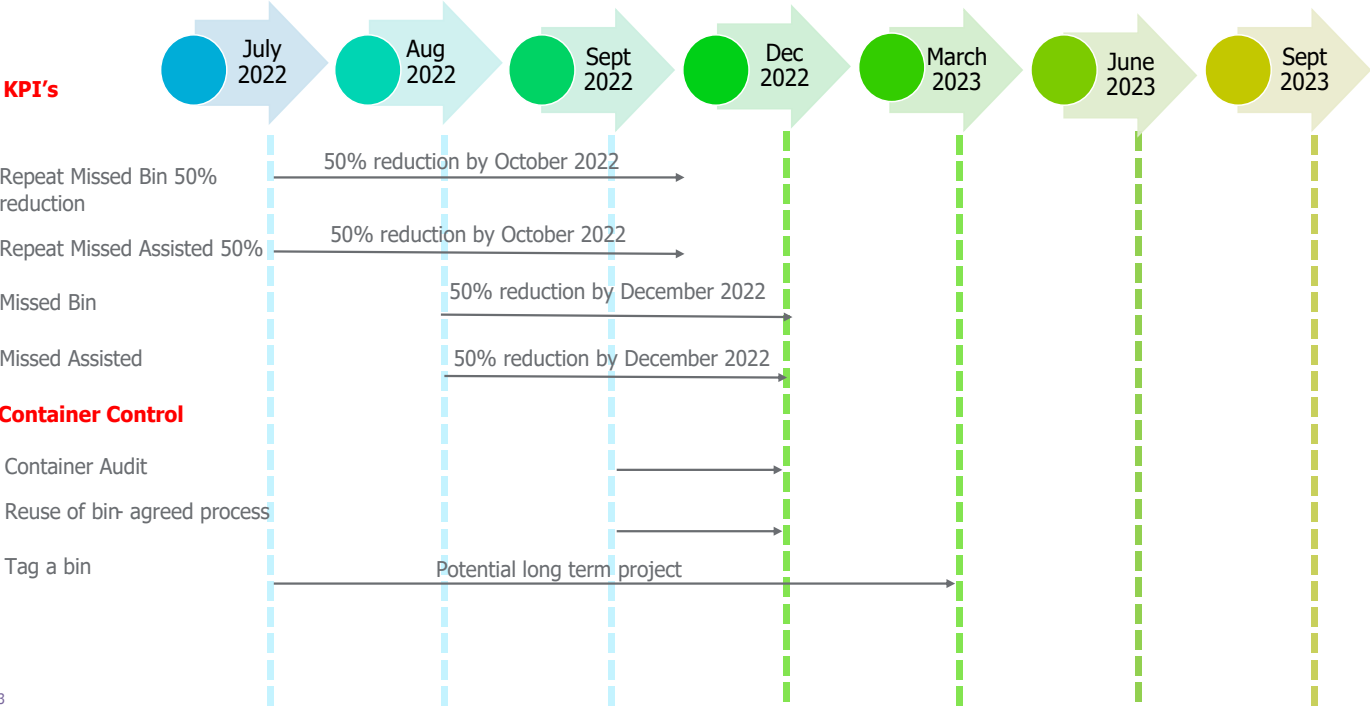 July
2022
Aug
2022
Sept
2022
Dec
2022
March
2023
June
2023
Sept
2023
KPI's
Repeat Missed Bin 50%
reduction
50% reduction by October 2022
Repeat Missed Assisted 50%
50% reduction by October 2022
Missed Bin
50% reduction by December 2022
Missed Assisted
50% reduction by December 2022
Container Control
Container Audit
Reuse of bin- agreed process
Tag a bin
Potential long term project
3